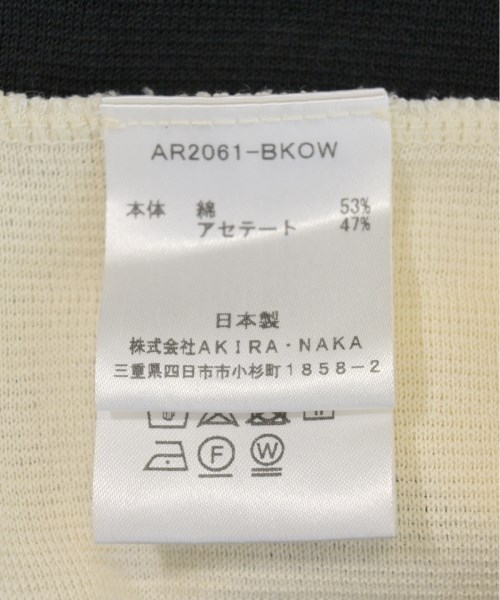 AR2061-BKOW
本体 綿 53%
アセテート 47%
日本製
株式会社AKIRA・NAKA
三重県四日市市小杉町1858-2
F W